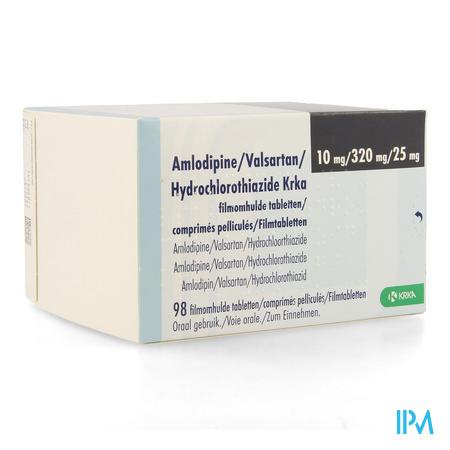 Amlodipine/Valsartan/
Hydrochlorothiazide Krka
filmomhulde tabletten/
comprimés pelliculés/Filmtabletten
Amlodipine/Valsartan/Hydrochloorthiazide
Amlodipine/Valsartan/Hydrochlorothiazide
Amlodipin/Valsartan/Hydrochlorothiazid
98 filmomhulde tabletten/comprimés pelliculés/Filmtabletten
Oraal gebruik./Voie orale./Zum Einnehmen.
10 mg/320 mg/25 mg
KRKA
IPM